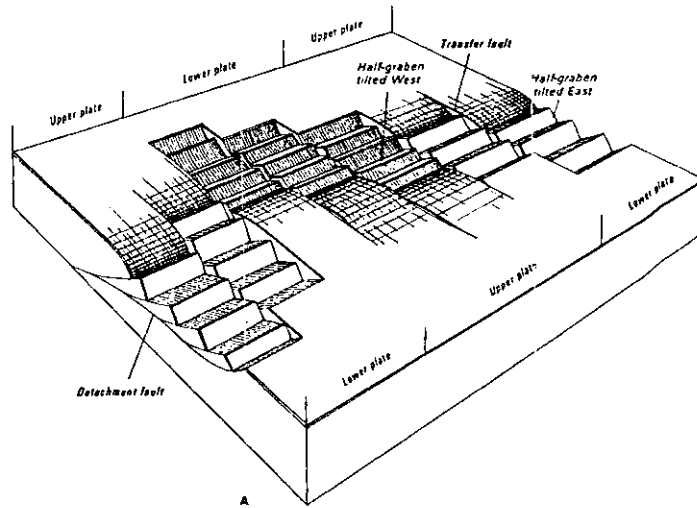 Upper plate
Transfer fault
Lower plate
Half-graben
tilted West
Half-graben
tilted East
Upper plate
Lower plate
Upper plate
Lower plate
Detachment fault
A